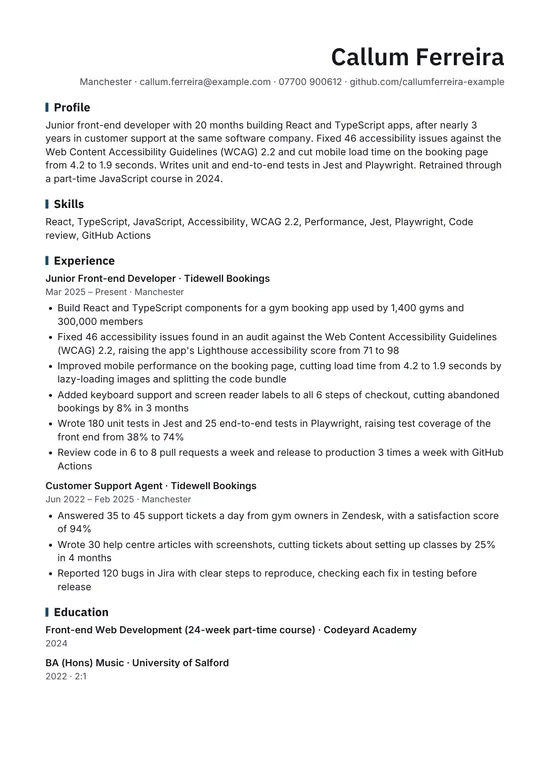 Callum Ferreira
Manchester · callum.ferreira@example.com · 07700 900612 · github.com/callumferreira-example
Profile
Junior front-end developer with 20 months building React and TypeScript apps, after nearly 3
years in customer support at the same software company. Fixed 46 accessibility issues against the
Web Content Accessibility Guidelines (WCAG) 2.2 and cut mobile load time on the booking page
from 4.2 to 1.9 seconds. Writes unit and end-to-end tests in Jest and Playwright. Retrained through
a part-time JavaScript course in 2024.
Skills
React, TypeScript, JavaScript, Accessibility, WCAG 2.2, Performance, Jest, Playwright, Code
review, GitHub Actions
Experience
Junior Front-end Developer · Tidewell Bookings
Mar 2025 – Present · Manchester
• Build React and TypeScript components for a gym booking app used by 1,400 gyms and
300,000 members
• Fixed 46 accessibility issues found in an audit against the Web Content Accessibility Guidelines
(WCAG) 2.2, raising the app's Lighthouse accessibility score from 71 to 98
• Improved mobile performance on the booking page, cutting load time from 4.2 to 1.9 seconds by
lazy-loading images and splitting the code bundle
• Added keyboard support and screen reader labels to all 6 steps of checkout, cutting abandoned
bookings by 8% in 3 months
• Wrote 180 unit tests in Jest and 25 end-to-end tests in Playwright, raising test coverage of the
front end from 38% to 74%
• Review code in 6 to 8 pull requests a week and release to production 3 times a week with GitHub
Actions
Customer Support Agent · Tidewell Bookings
Jun 2022 – Feb 2025 · Manchester
• Answered 35 to 45 support tickets a day from gym owners in Zendesk, with a satisfaction score
of 94%
• Wrote 30 help centre articles with screenshots, cutting tickets about setting up classes by 25%
in 4 months
• Reported 120 bugs in Jira with clear steps to reproduce, checking each fix in testing before
release
Education
Front-end Web Development (24-week part-time course) · Codeyard Academy
2024
BA (Hons) Music · University of Salford
2022 · 2:1